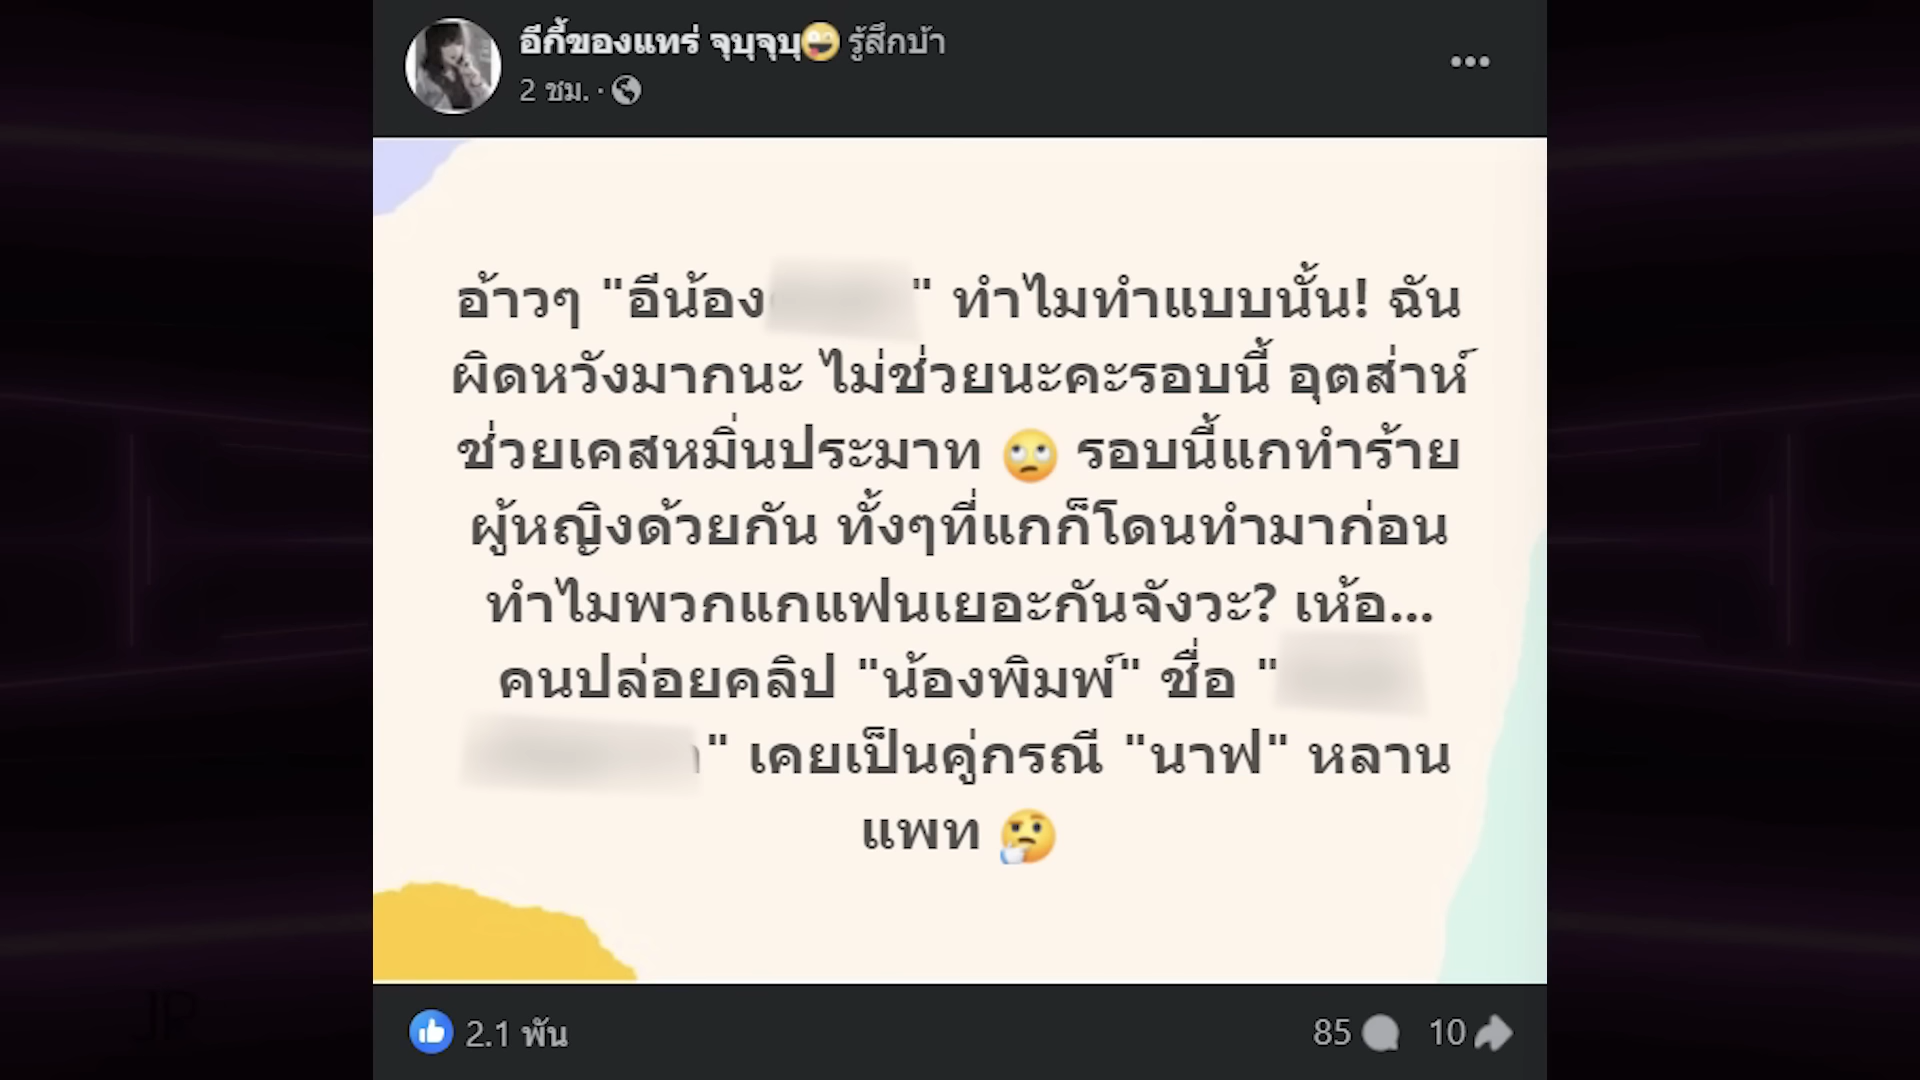 อีกี้ของแทร่ จุบุจุบุ😜 รู้สึกบ้า
2 ชม. ·
อ้าวๆ "อีน้อง " ทำไมทำแบบนั้น! ฉัน
ผิดหวังมากนะ ไม่ช่วยนะคะรอบนี้ อุตส่าห์
ช่วยเคสหมิ่นประมาท 🙄 รอบนี้แกทำร้าย
ผู้หญิงด้วยกัน ทั้งๆที่แกก็โดนทำมาก่อน
ทำไมพวกแกแฟนเยอะกันจังวะ? เห้อ...
คนปล่อยคลิป "น้องพิมพ์" ชื่อ "
" เคยเป็นคู่กรณี "นาฟ" หลาน
แพท 🤔
2.1 พัน
85
10